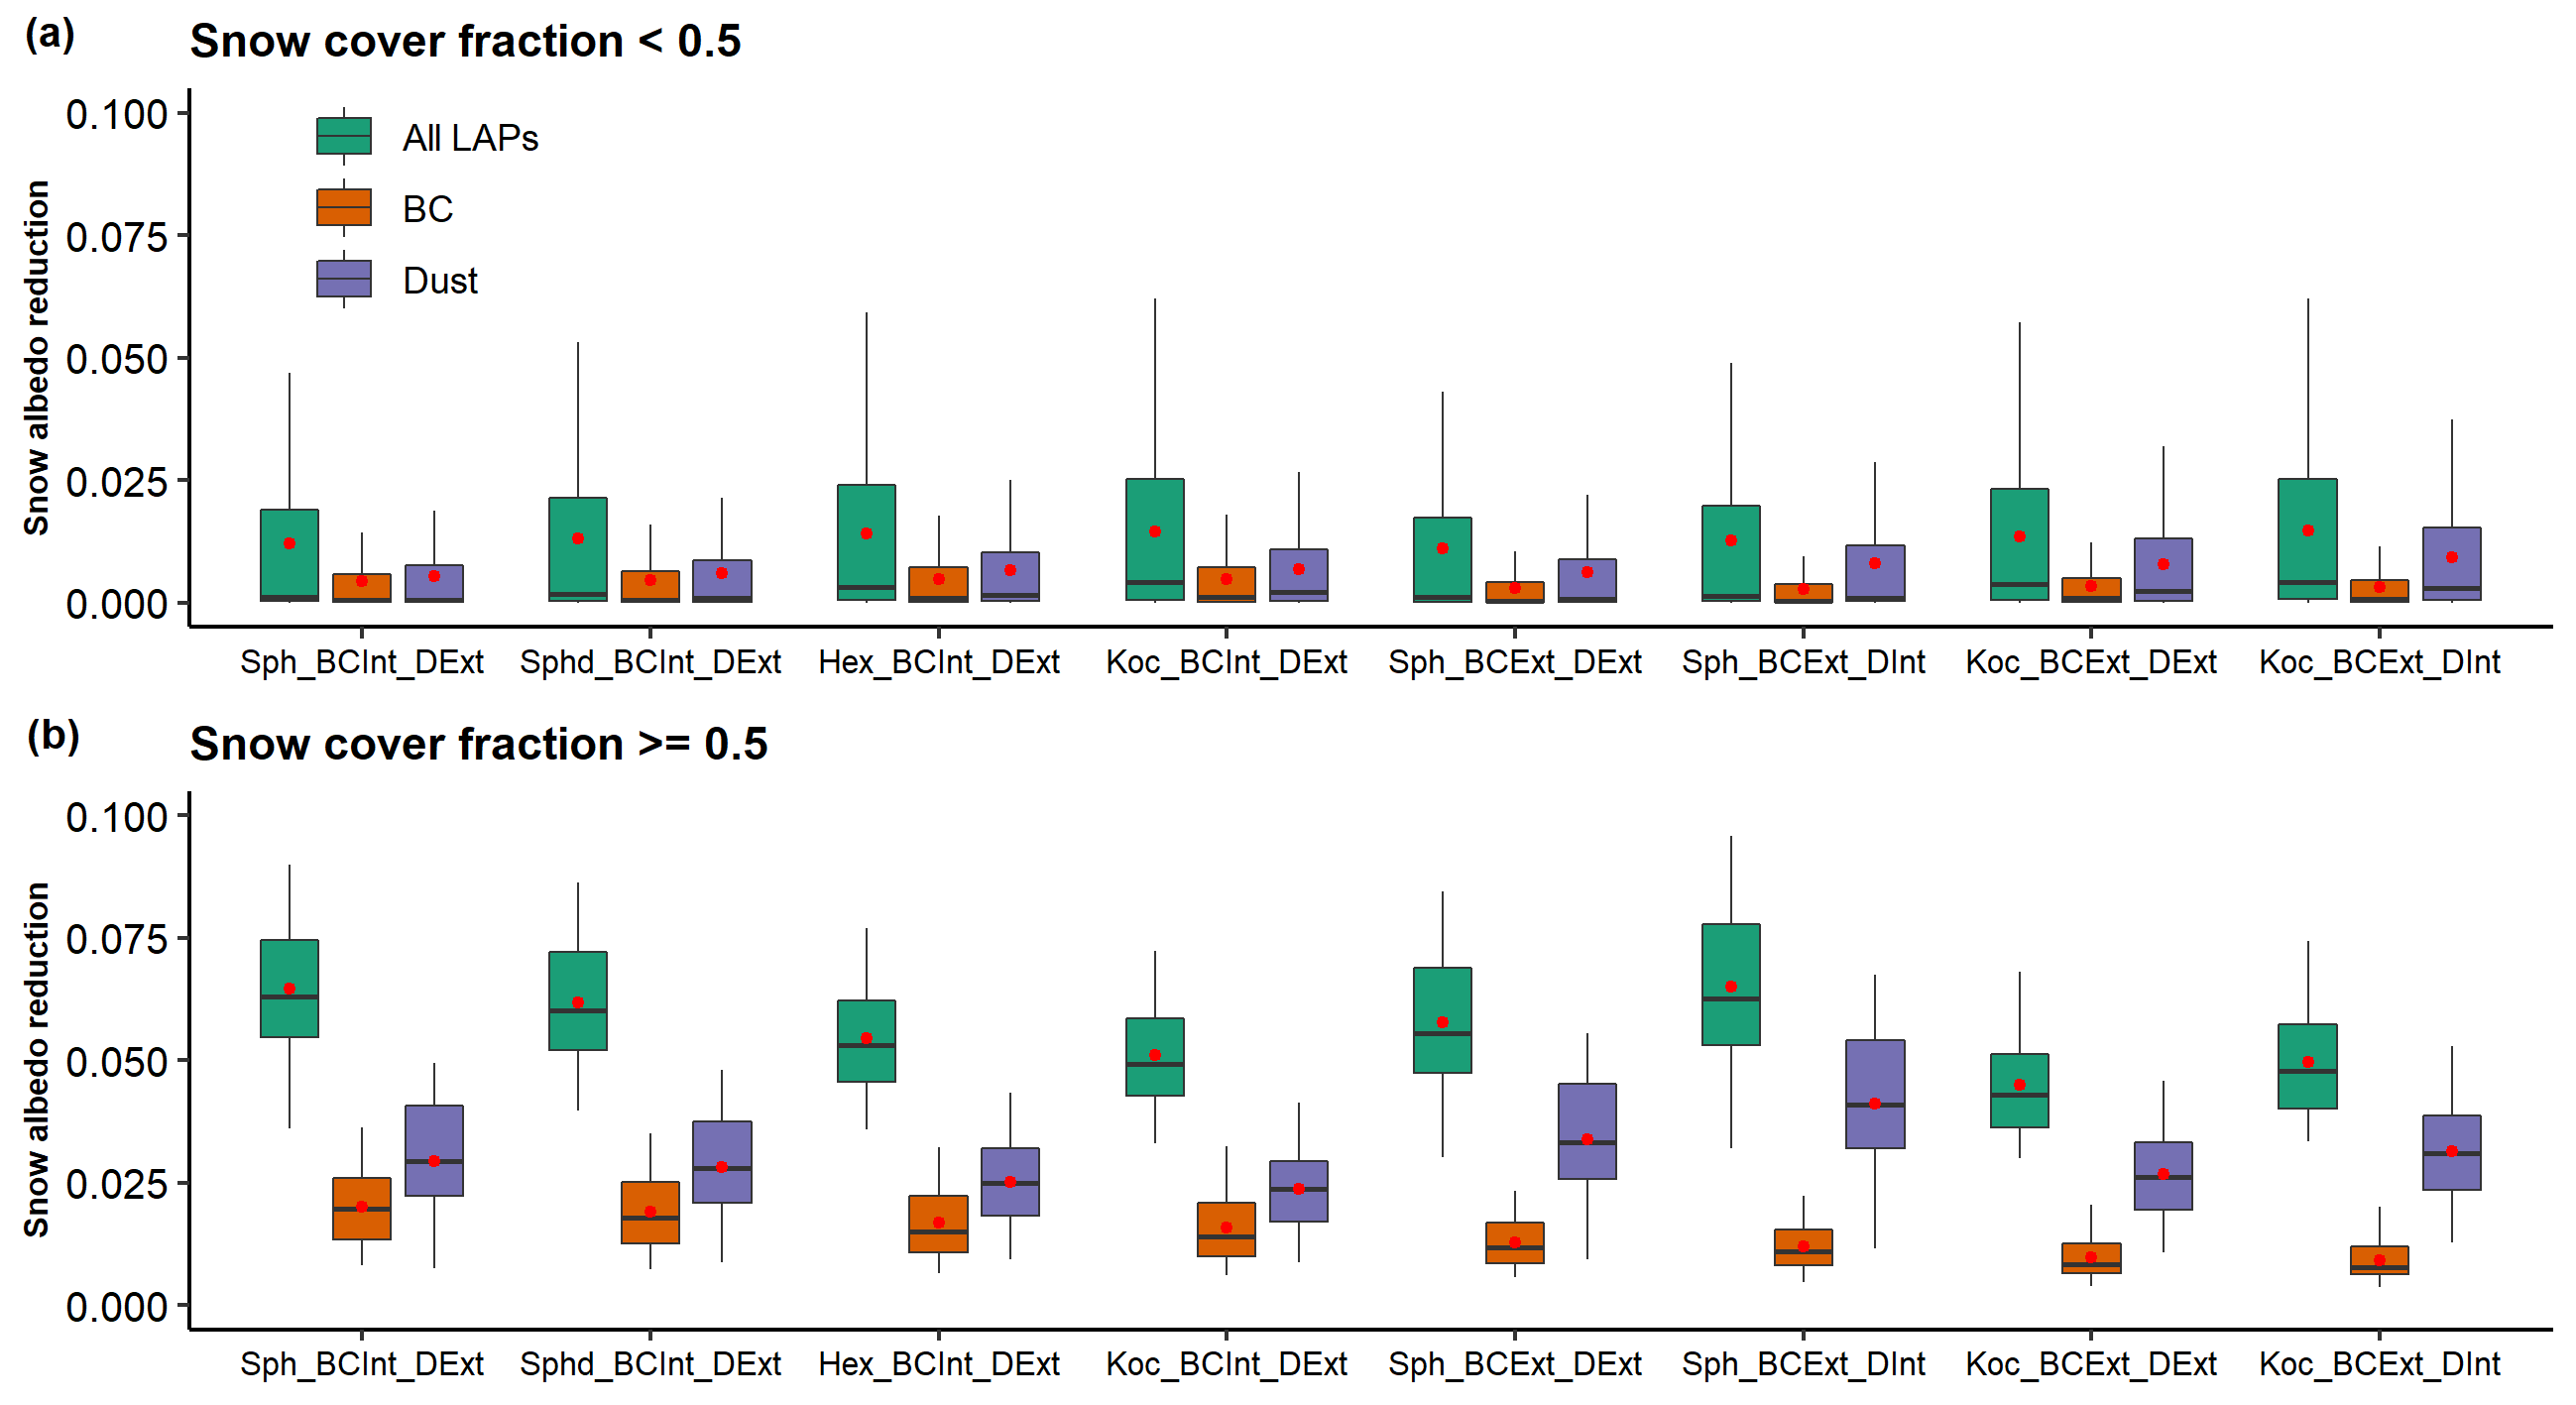 (a) Snow cover fraction < 0.5
Snow albedo reduction
0.100
0.075
0.050
0.025
0.000
All LAPs
BC
Dust
Sph_BCInt_DExt Sphd_BCInt_DExt Hex_BCInt_DExt Koc_BCInt_DExt Sph_BCExt_DExt Sph_BCExt_DInt Koc_BCExt_DExt Koc_BCExt_DInt
(b) Snow cover fraction >= 0.5
Snow albedo reduction
0.100
0.075
0.050
0.025
0.000
Sph_BCInt_DExt Sphd_BCInt_DExt Hex_BCInt_DExt Koc_BCInt_DExt Sph_BCExt_DExt Sph_BCExt_DInt Koc_BCExt_DExt Koc_BCExt_DInt